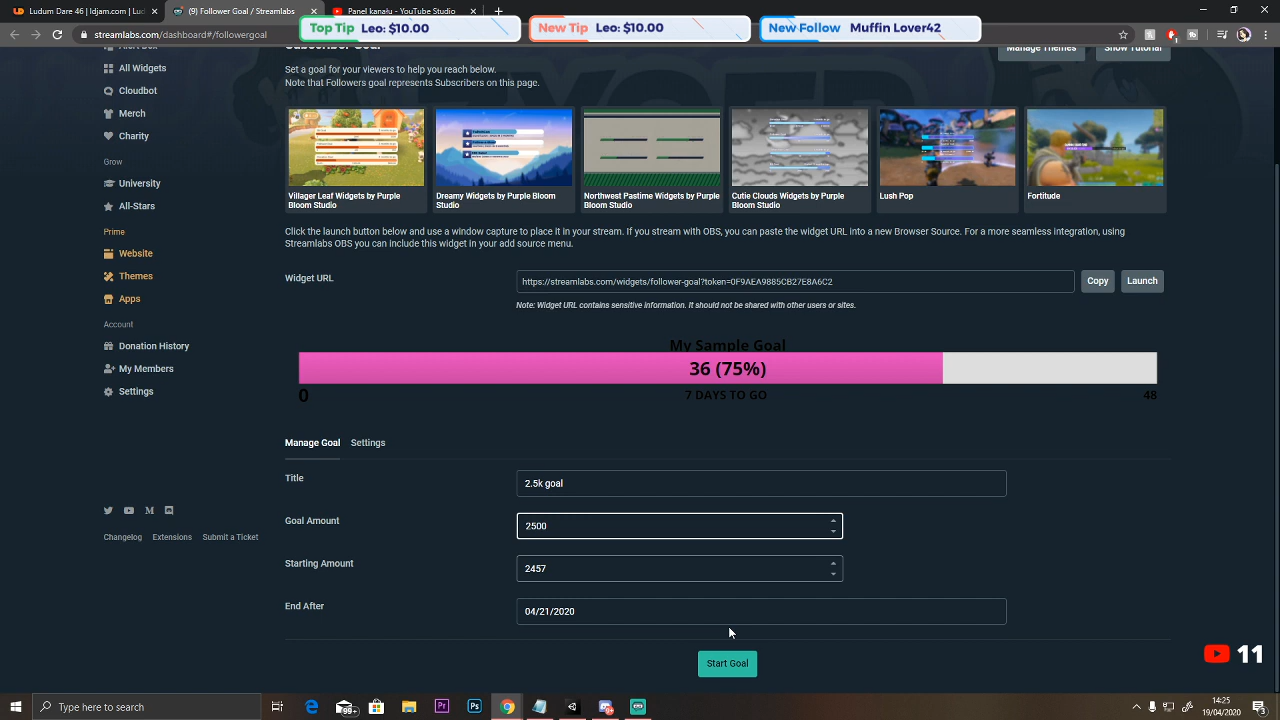 Ludum Dare 46 | ldjam.com | Luc
(9) Follower Goal / Streamlabs
Panel Kun - YouTube Studio
Top Tip Leo: $10.00
New Tip Leo: $10.00
New Follow Muffin Lover42
Alert Box
All Widgets
Cloudbot
Merch
Charity
Grow
University
All-Stars
Prime
Website
Themes
Apps
Account
Donation History
My Members
Settings
Changelog Extensions Submit a Ticket
Subscriber Goal
Manage Themes
Show Tutorial
Set a goal for your viewers to help you reach below.
Note that Followers goal represents Subscribers on this page.
Villager Leaf Widgets by Purple
Bloom Studio
Dreamy Widgets by Purple Bloom
Studio
Northwest Pastime Widgets by Purple
Bloom Studio
Cutie Clouds Widgets by Purple
Bloom Studio
Lush Pop
Fortitude
Click the launch button below and use a window capture to place it in your stream. If you stream with OBS, you can paste the widget URL into a new Browser Source. For a more seamless integration, using
Streamlabs OBS you can include this widget in your add source menu.
Widget URL
https://streamlabs.com/widgets/follower-goal?token=0F9AEA9885CB27E8A6C2
Copy
Launch
Note: Widget URL contains sensitive information. It should not be shared with other users or sites.
My Sample Goal
36 (75%)
0
7 DAYS TO GO
48
Manage Goal
Settings
Title
2.5k goal
Goal Amount
2500
Starting Amount
2457
End After
04/21/2020
Start Goal
11
Type here to search
99+
14:25
19/04/2020